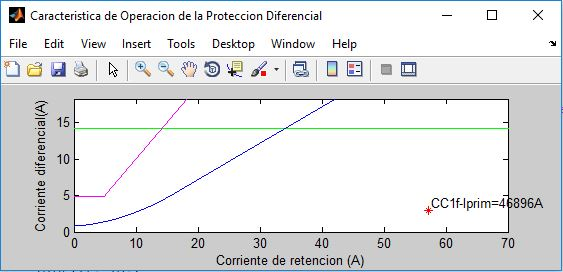 Caracteristica de Operacion de la Proteccion Diferencial
File Edit View Insert Tools Desktop Window Help
Corriente diferencial(A)
15
10
5
0
CC1f-Iprim=46896A
0 10 20 30 40 50 60 70
Corriente de retencion (A)